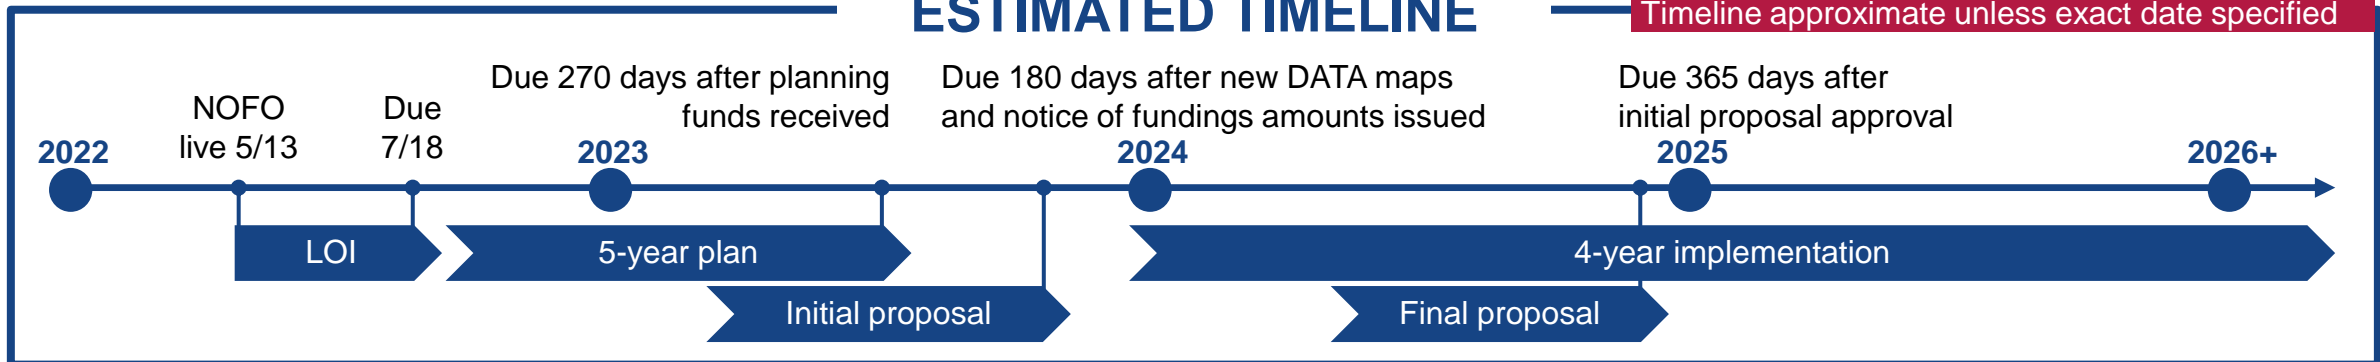 ESTIMATED TIMELINE
Timeline approximate unless exact date specified
NOFO
live 5/13
Due
7/18
Due 270 days after planning
funds received
Due 180 days after new DATA maps
and notice of fundings amounts issued
Due 365 days after
initial proposal approval
2022
2023
2024
2025
2026+
LOI
5-year plan
4-year implementation
Initial proposal
Final proposal